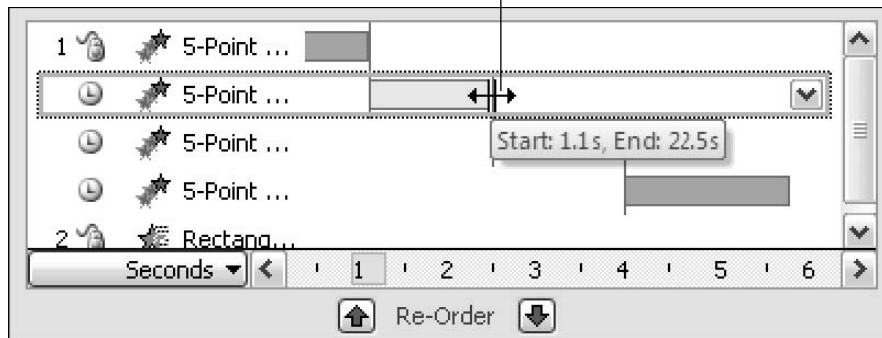 1 5-Point ...
5-Point ...
Start: 1.1s, End: 22.5s
5-Point ...
5-Point ...
2 Rectang...
Seconds 1 2 3 4 5 6
Re-Order